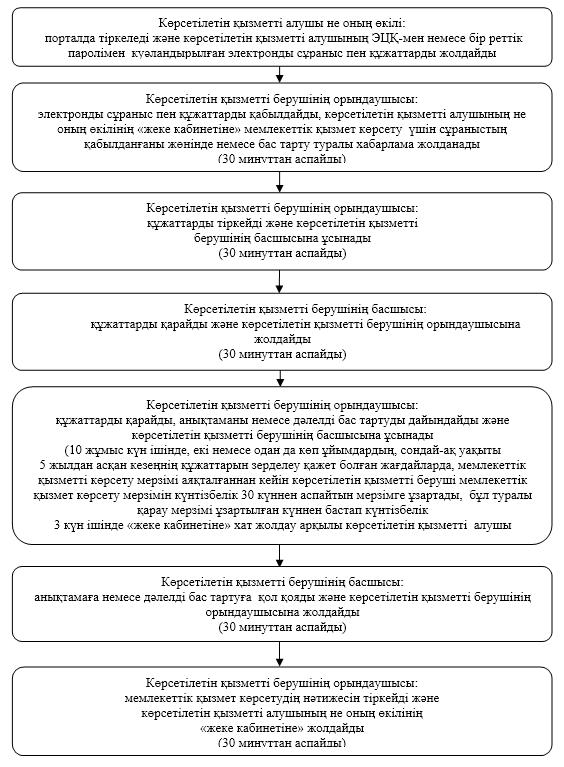 Көрсетілетін қызметті алушы не оның өкілі:
порталда тіркеледі және көрсетілетін қызметті алушының ЭЦҚ-мен немесе бір реттік
паролімен куәландырылған электронды сұраныс пен құжаттарды жолдайды
Көрсетілетін қызметті берушінің орындаушысы:
электронды сұраныс пен құжаттарды қабылдайды, көрсетілетін қызметті алушының не
оның өкілінің «жеке кабинетіне» мемлекеттік қызмет көрсету үшін сұраныстың
қабылданғаны жөнінде немесе бас тарту туралы хабарлама жолданады
(30 минуттан аспайды)
Көрсетілетін қызметті берушінің орындаушысы:
құжаттарды тіркейді және көрсетілетін қызметті
берушінің басшысына ұсынады
(30 минуттан аспайды)
Көрсетілетін қызметті берушінің басшысы:
құжаттарды қарайды және көрсетілетін қызметті берушінің орындаушысына
жолдайды
(30 минуттан аспайды)
Көрсетілетін қызметті берушінің орындаушысы:
құжаттарды қарайды, анықтаманы немесе дәлелді бас тартуды дайындайды және
көрсетілетін қызметті берушінің басшысына ұсынады
(10 жұмыс күн ішінде, екі немесе одан да көп ұйымдардың, сондай-ақ уақыты
5 жылдан асқан кезеңнің құжаттарын зерделеу қажет болған жағдайларда, мемлекеттік
қызметті көрсету мерзімі аяқталғаннан кейін көрсетілетін қызметті беруші мемлекеттік
қызмет көрсету мерзімін күнтізбелік 30 күннен аспайтын мерзімге ұзартады, бұл туралы
қарау мерзімі ұзартылған күннен бастап күнтізбелік
3 күн ішінде «жеке кабинетіне» хат жолдау арқылы көрсетілетін қызметті алушы
Көрсетілетін қызметті берушінің басшысы:
анықтамаға немесе дәлелді бас тартуға қол қояды және көрсетілетін қызметті берушінің
орындаушысына жолдайды
(30 минуттан аспайды)
Көрсетілетін қызметті берушінің орындаушысы:
мемлекеттік қызмет көрсетудің нәтижесін тіркейді және
көрсетілетін қызметті алушының не оның өкілінің
«жеке кабинетіне» жолдайды
(30 минуттан аспайды)